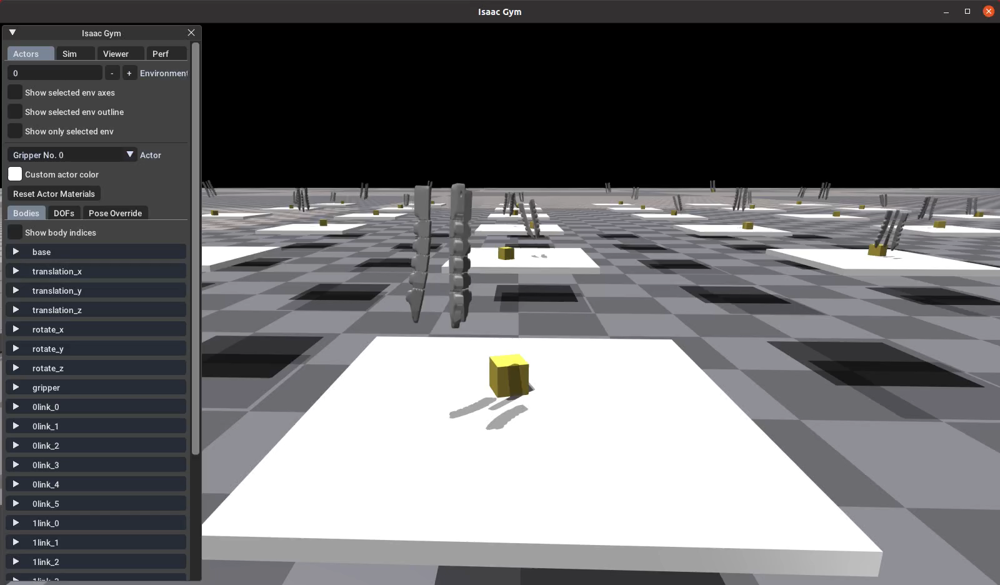 Isaac Gym
Isaac Gym
Actors Sim Viewer Perf
0 - + Environment
Show selected env axes
Show selected env outline
Show only selected env
Gripper No. 0 Actor
Custom actor color
Reset Actor Materials
Bodies DOFs Pose Override
Show body indices
base
translation_x
translation_y
translation_z
rotate_x
rotate_y
rotate_z
gripper
0link_0
0link_1
0link_2
0link_3
0link_4
0link_5
1link_0
1link_1
1link_2